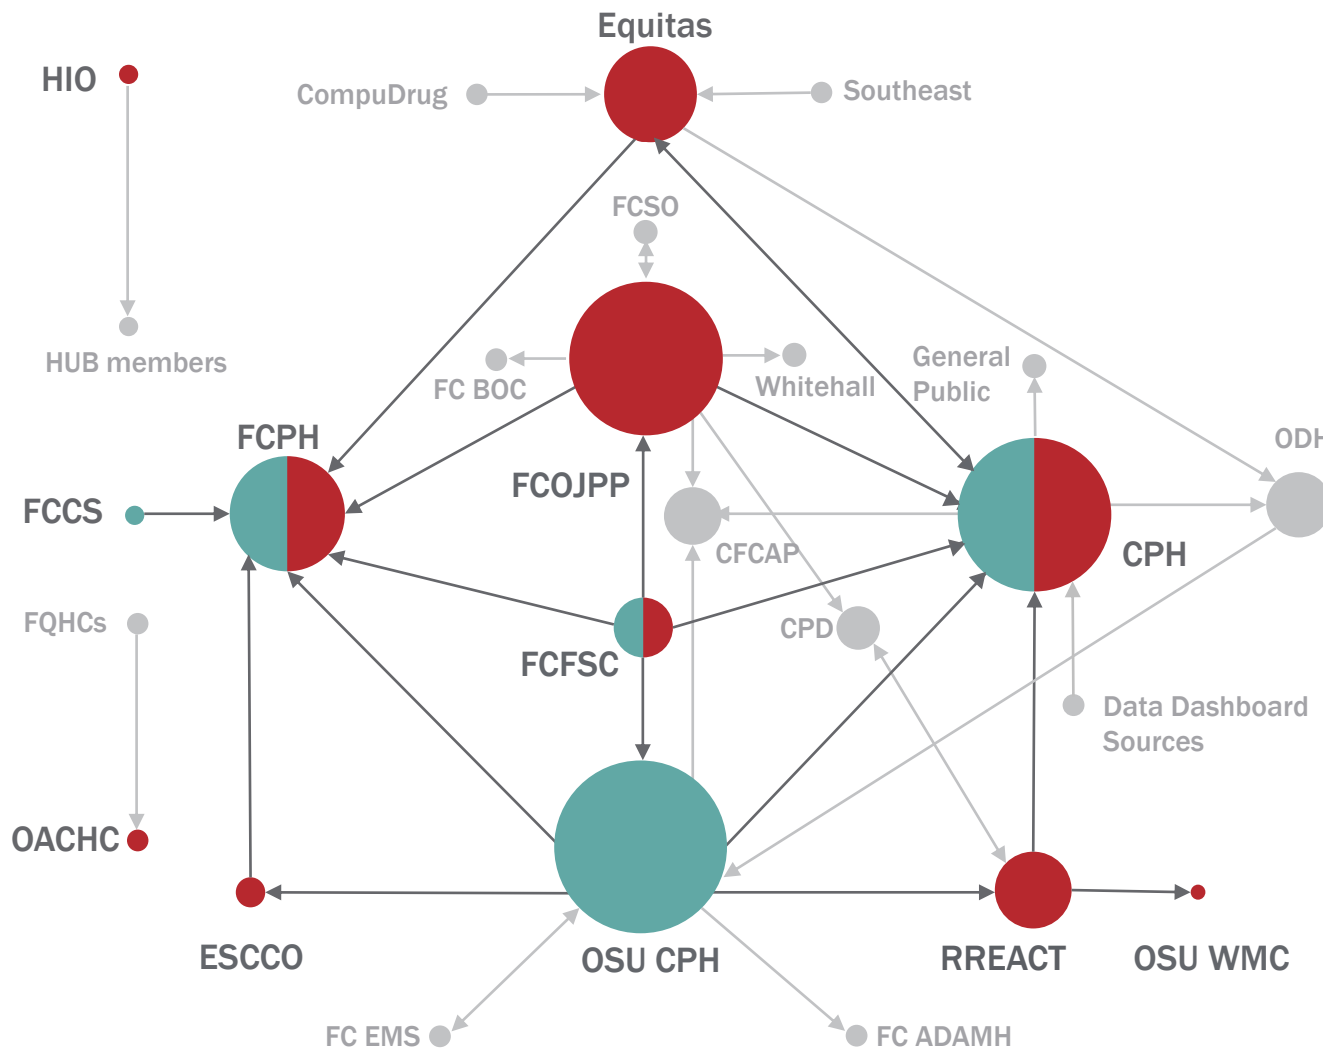 Equitas
HIO
CompuDrug
Southeast
FCSO
HUB members
FC BOC
Whitehall
General
Public
FCPH
ODH
FCOJPP
FCCS
CFCAP
CPH
FQHCs
CPD
FCFSC
Data Dashboard
Sources
OACHC
ESCCO
OSU CPH
RREACT
OSU WMC
FC EMS
FC ADAMH